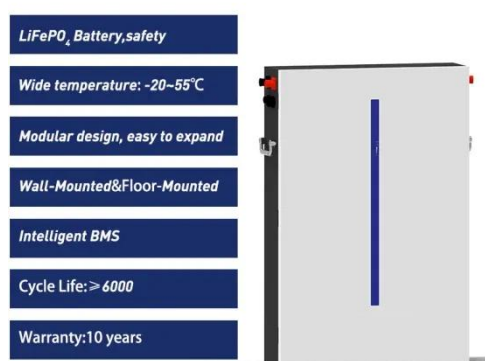 LiFePO₄ Battery,safety
Wide temperature: -20~55℃
Modular design, easy to expand
Wall-Mounted&Floor-Mounted
Intelligent BMS
Cycle Life:≥6000
Warranty:10 years